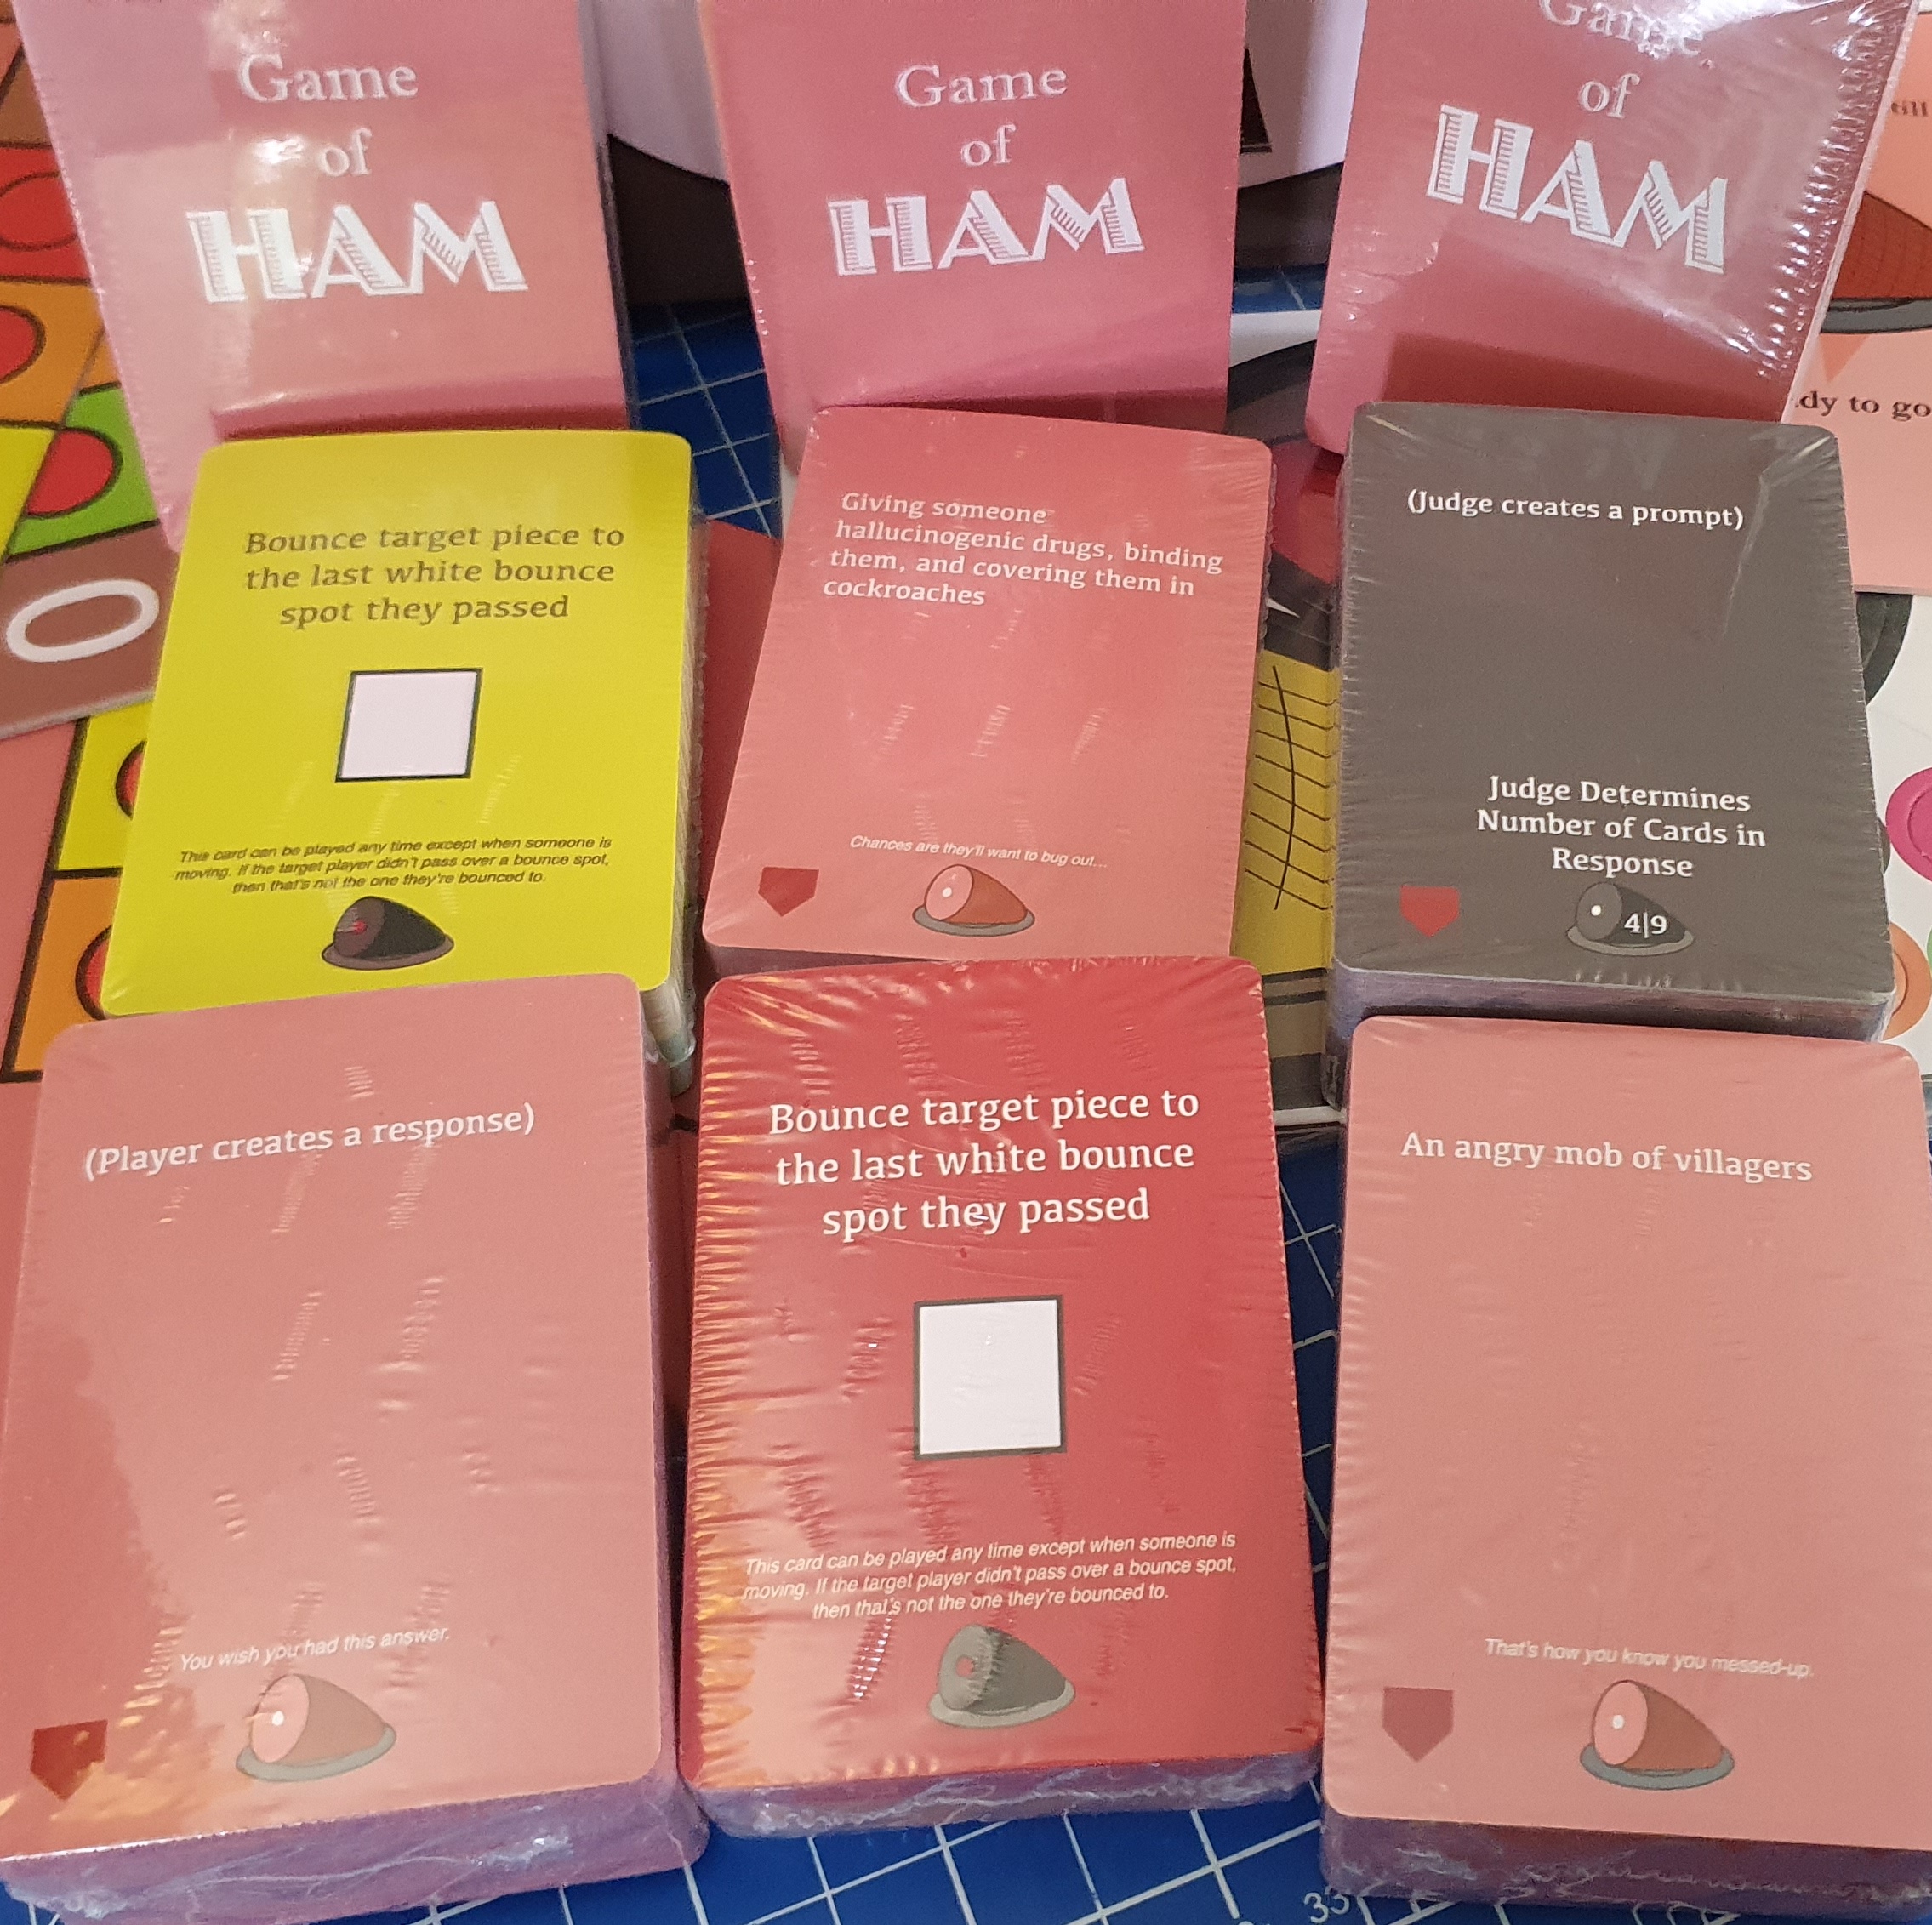 Game
of
HAM
Game
of
HAM
Game
of
HAM
dy to go
Bounce target piece to
the last white bounce
spot they passed
This card can be played any time except when someone is
moving. If the target player didn't pass over a bounce spot,
then that's not the one they're bounced to.
Giving someone
hallucinogenic drugs, binding
them, and covering them in
cockroaches
Chances are they'll want to bug out...
(Judge creates a prompt)
Judge Determines
Number of Cards in
Response
4|9
(Player creates a response)
You wish you had this answer.
Bounce target piece to
the last white bounce
spot they passed
This card can be played any time except when someone is
moving. If the target player didn't pass over a bounce spot,
then that's not the one they're bounced to.
An angry mob of villagers
That's how you know you messed-up.
33